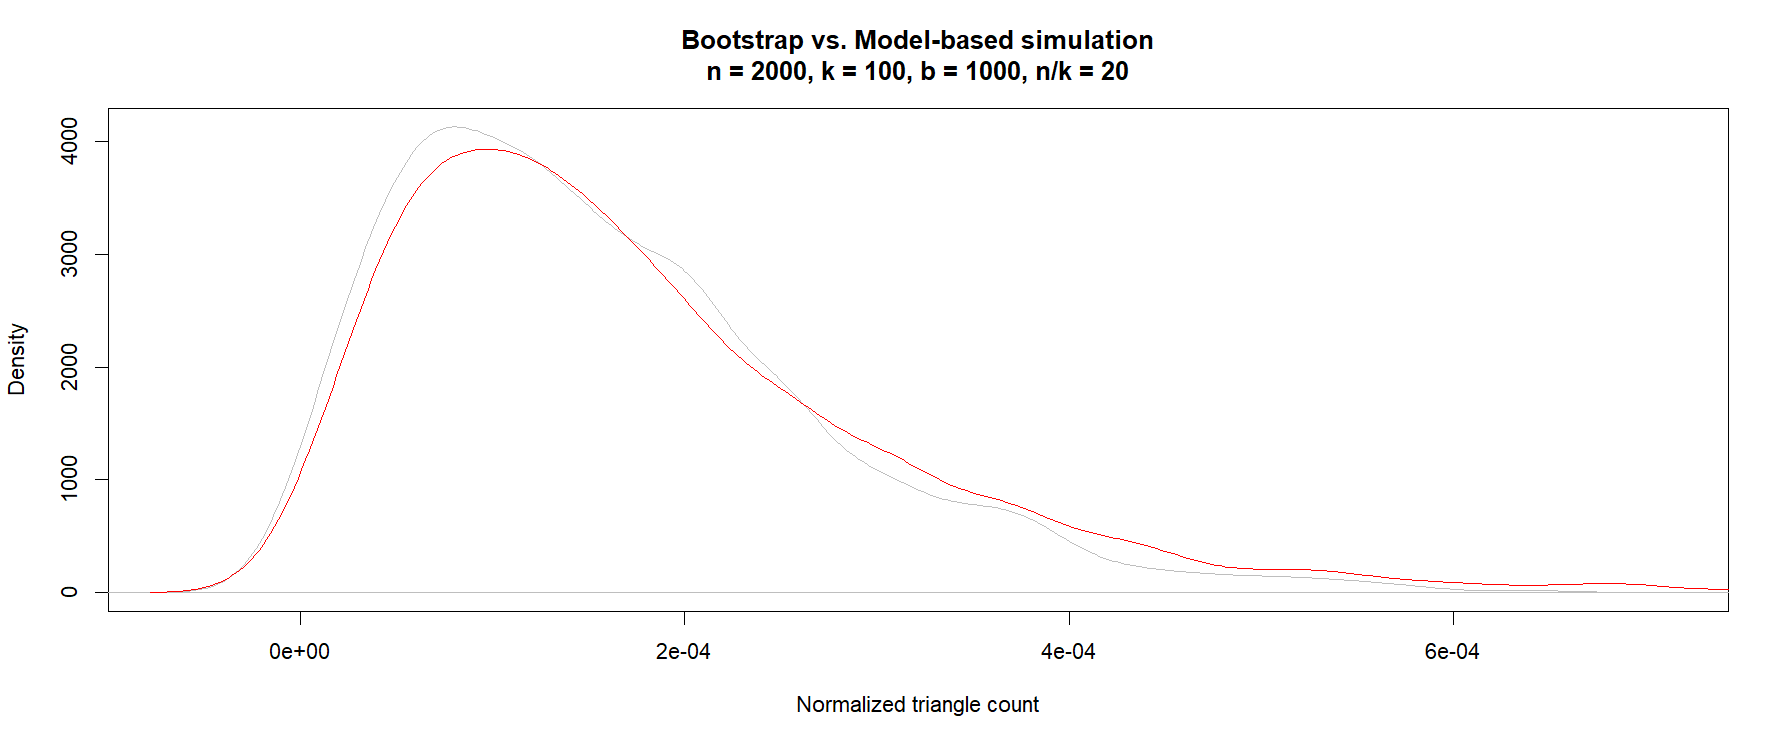 Bootstrap vs. Model-based simulation
n = 2000, k = 100, b = 1000, n/k = 20
4000
3000
2000
1000
0
Density
0e+00
2e-04
4e-04
6e-04
Normalized triangle count